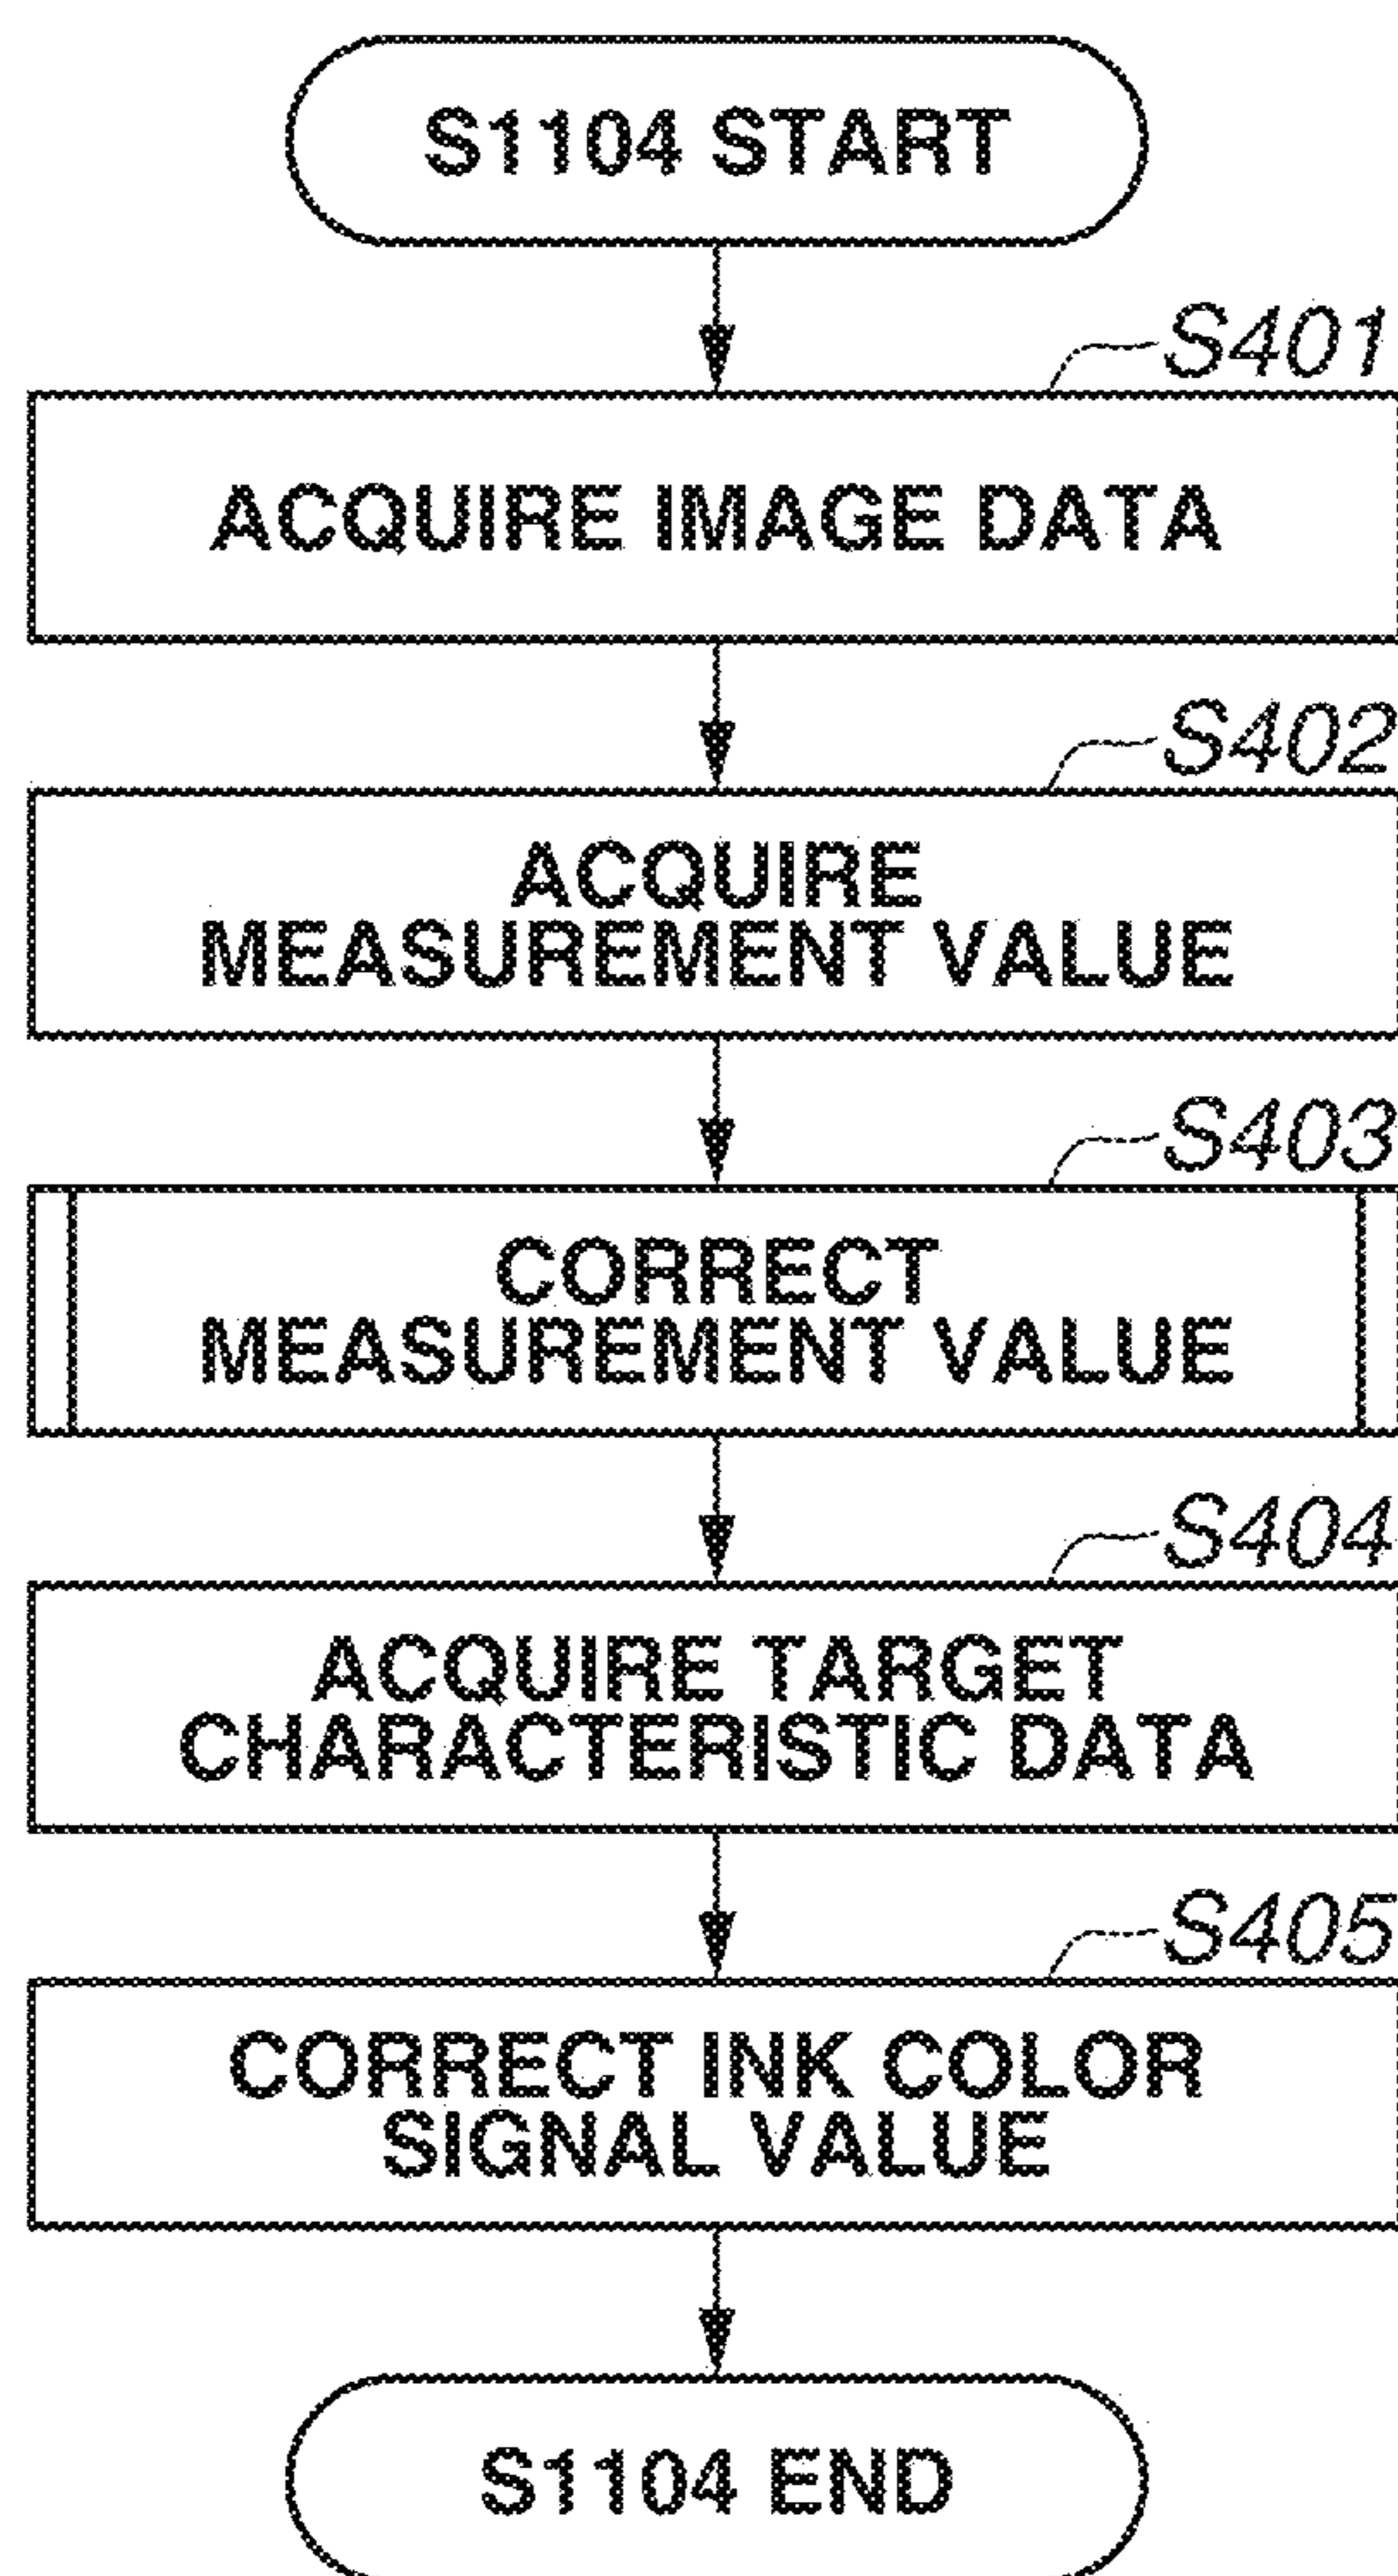 S1104 START
S401
ACQUIRE IMAGE DATA
S402
ACQUIRE
MEASUREMENT VALUE
S403
CORRECT
MEASUREMENT VALUE
S404
ACQUIRE TARGET
CHARACTERISTIC DATA
S405
CORRECT INK COLOR
SIGNAL VALUE
S1104 END